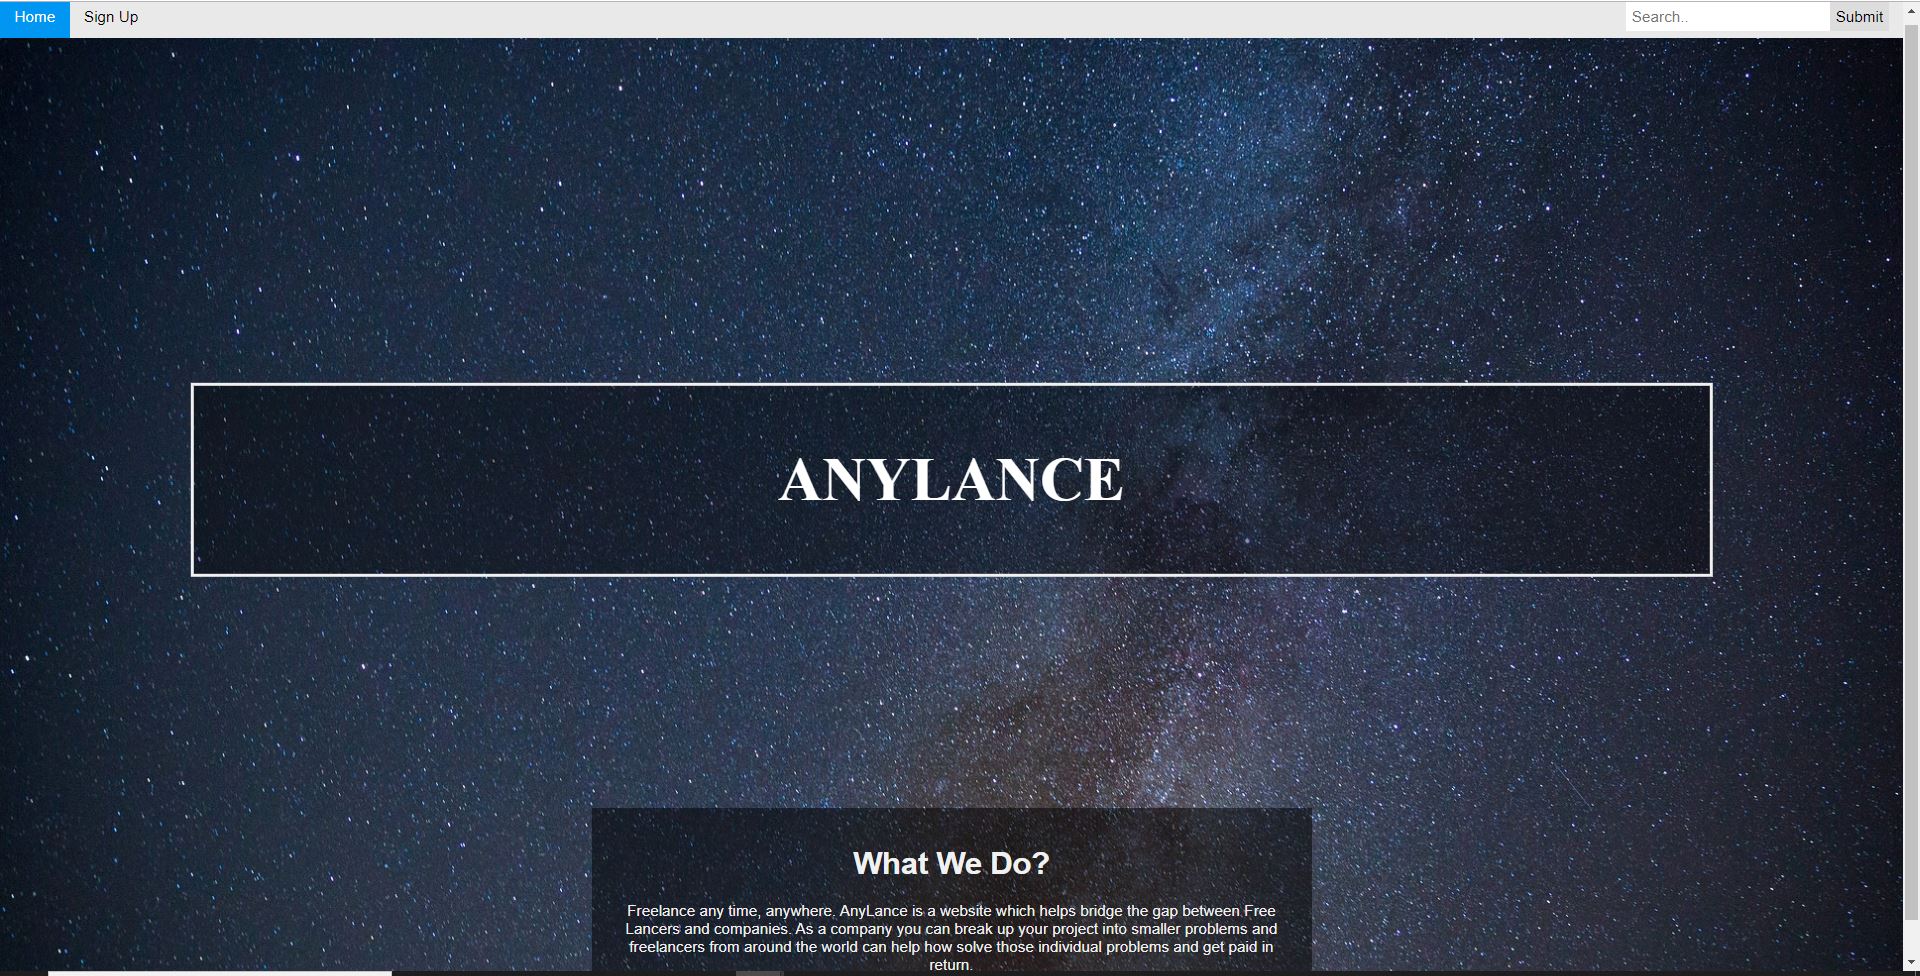 Home Sign Up Search.. Submit
ANYLANCE
What We Do?
Freelance any time, anywhere. AnyLance is a website which helps bridge the gap between Free
Lancers and companies. As a company you can break up your project into smaller problems and
freelancers from around the world can help how solve those individual problems and get paid in
return.